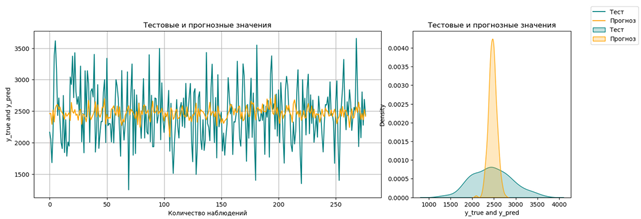 Тестовые и прогнозные значения
y_true and y_pred
3500
3000
2500
2000
1500
0
50
100
150
200
250
Количество наблюдений
Тестовые и прогнозные значения
Density
0.0040
0.0035
0.0030
0.0025
0.0020
0.0015
0.0010
0.0005
0.0000
1000
1500
2000
2500
3000
3500
4000
y_true and y_pred
Тест
Прогноз
Тест
Прогноз